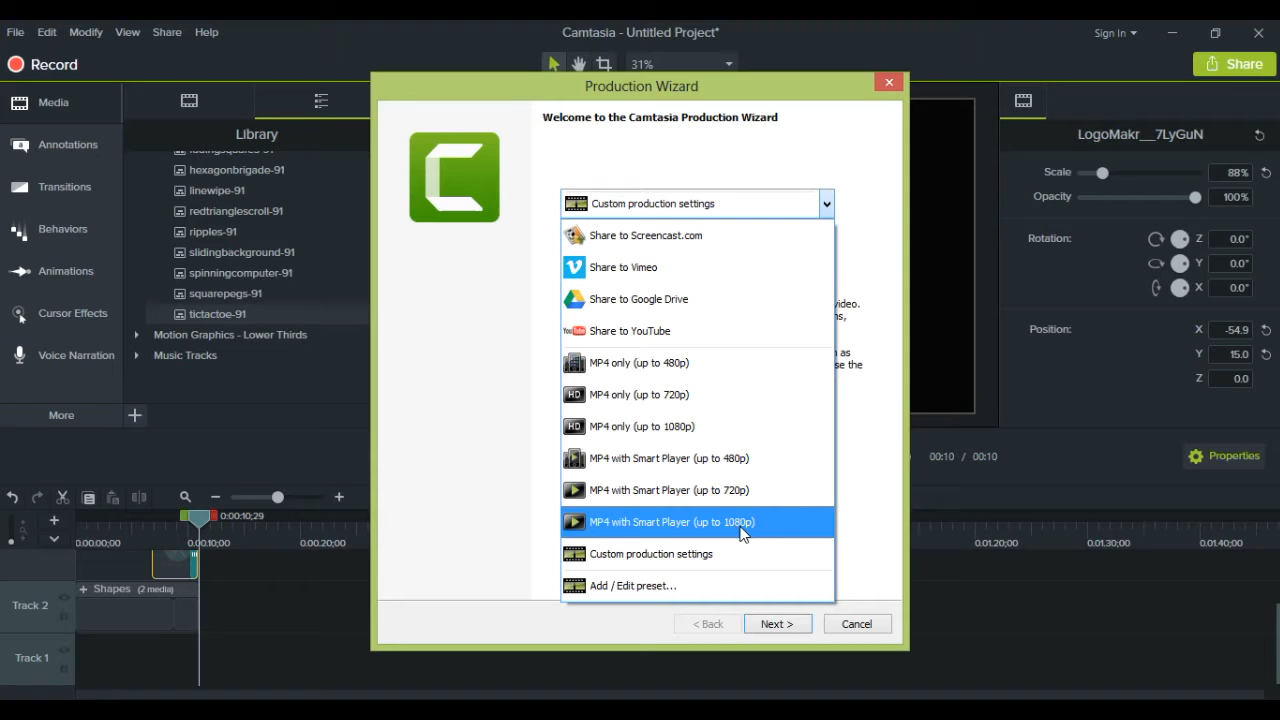 File Edit Modify View Share Help
Camtasia - Untitled Project*
Sign In
Record
31%
Share
Media
Annotations
Transitions
Behaviors
Animations
Cursor Effects
Voice Narration
More
Library
hexagonbrigade-91
linewipe-91
redtrianglescroll-91
ripples-91
slidingbackground-91
spinningcomputer-91
squarepegs-91
tictactoe-91
Motion Graphics - Lower Thirds
Music Tracks
Production Wizard
Welcome to the Camtasia Production Wizard
Custom production settings
Share to Screencast.com
Share to Vimeo
Share to Google Drive
You Tube Share to YouTube
MP4 only (up to 480p)
HD MP4 only (up to 720p)
HD MP4 only (up to 1080p)
MP4 with Smart Player (up to 480p)
MP4 with Smart Player (up to 720p)
MP4 with Smart Player (up to 1080p)
Custom production settings
Add / Edit preset...
video.
ns,
as
se the
< Back
Next >
Cancel
LogoMakr__7LyGuN
Scale 88%
Opacity 100%
Rotation: Z 0.0°
Y 0.0°
X 0.0°
Position: X -54.9
Y 15.0
Z 0.0
00:10 / 00:10
Properties
0:00:10;29
0:00:00;00 00:10;00 00:20;00 01:20;00 01:30;00 01:40;00
+ Shapes (2 media)
Track 2
Track 1